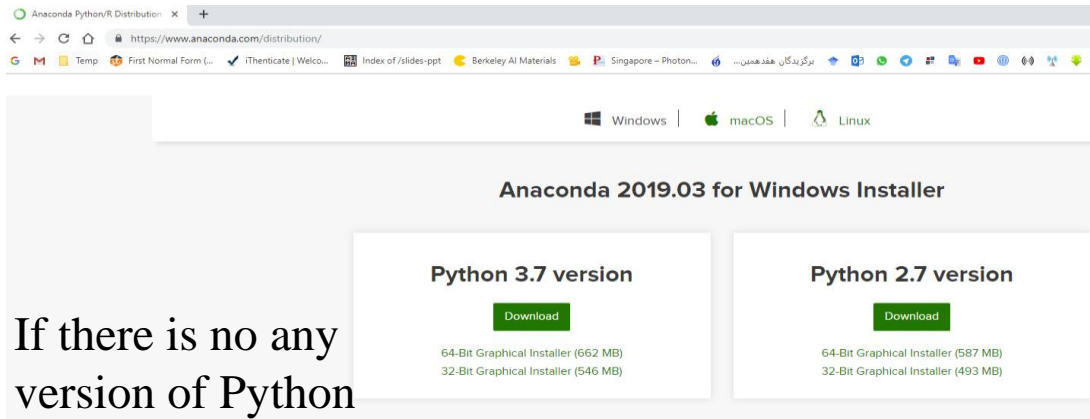 Anaconda Python/R Distribution
https://www.anaconda.com/distribution/
Temp First Normal Form (... iThenticate | Welco... Index of /slides-ppt Berkeley AI Materials Singapore – Photon... برگزیدگان هفدهمین...
Windows | macOS | Linux
Anaconda 2019.03 for Windows Installer
Python 3.7 version Python 2.7 version
Download Download
64-Bit Graphical Installer (662 MB) 64-Bit Graphical Installer (587 MB)
32-Bit Graphical Installer (546 MB) 32-Bit Graphical Installer (493 MB)
If there is no any
version of Python